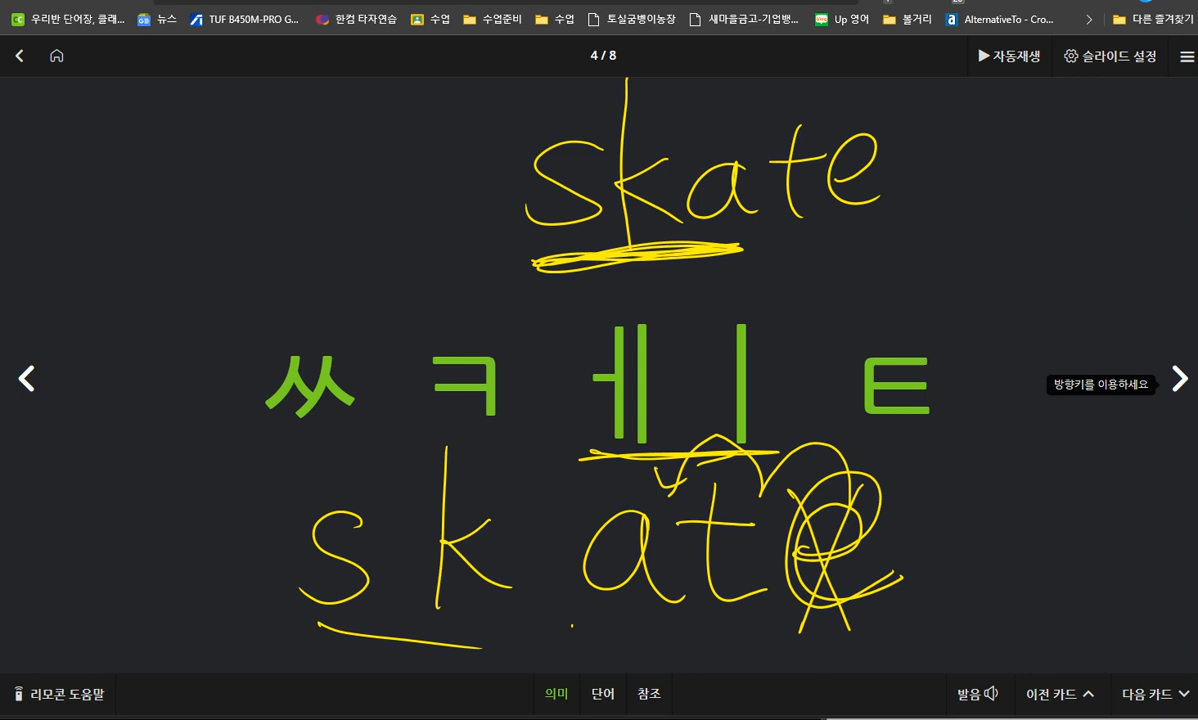 우리반 단어장, 클래... 뉴스 TUF B450M-PRO G... 한컴 타자연습 수업 수업준비 수업 토실굼벵이농장 새마을금고-기업뱅... Up 영어 볼거리 AlternativeTo - Cro... 다른 즐겨찾기
4 / 8 자동재생 슬라이드 설정
skate
ㅆ ㅋ ㅔㅣ ㅌ
방향키를 이용하세요
skate
리모콘 도움말 의미 단어 참조 발음 이전 카드 다음 카드